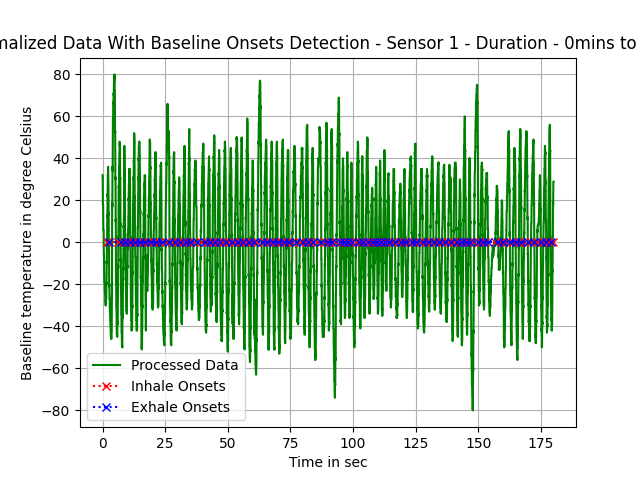 malized Data With Baseline Onsets Detection - Sensor 1 - Duration - 0mins to
Baseline temperature in degree Celsius
80
60
40
20
0
−20
−40
−60
−80
Processed Data
Inhale Onsets
Exhale Onsets
0
25
50
75
100
125
150
175
Time in sec